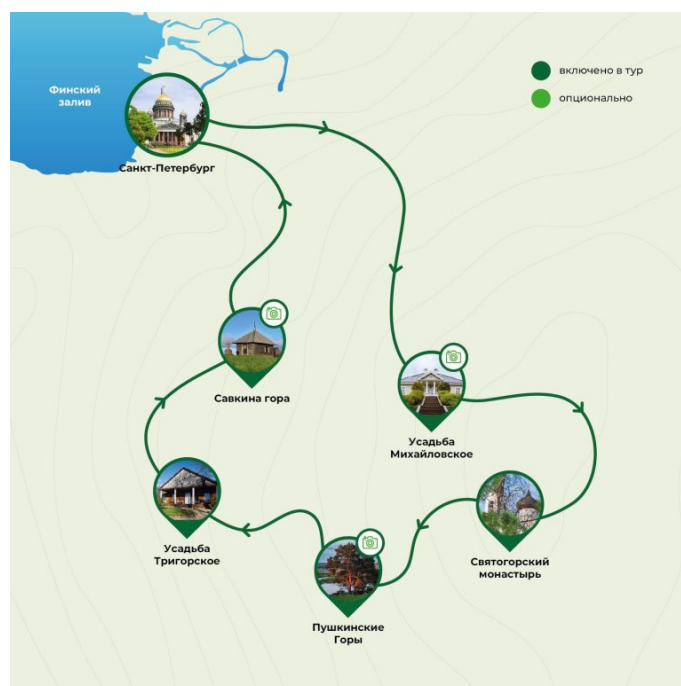 Финский
залив
включено в тур
опционально
Санкт-Петербург
Савкина гора
Усадьба
Михайловское
Усадьба
Тригорское
Святогорский
монастырь
Пушкинские
Горы